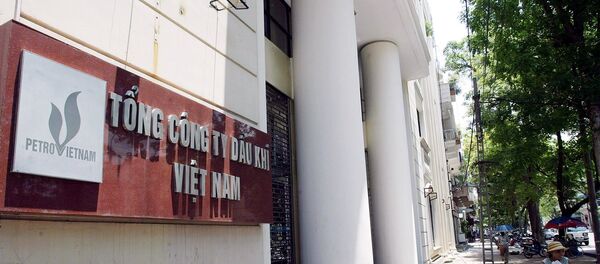 PETROVIETNAM
TỔNG CÔNG TY DẦU KHÍ
VIỆT NAM